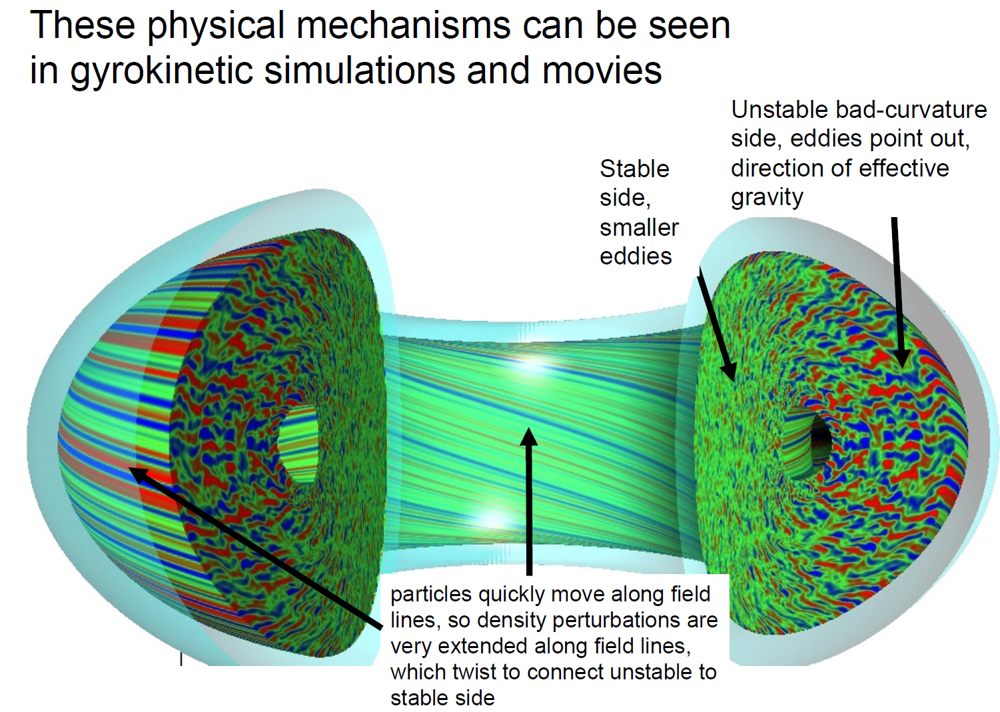 These physical mechanisms can be seen
in gyrokinetic simulations and movies
Unstable bad-curvature
side, eddies point out,
direction of effective
gravity
Stable
side,
smaller
eddies
particles quickly move along field
lines, so density perturbations are
very extended along field lines,
which twist to connect unstable to
stable side